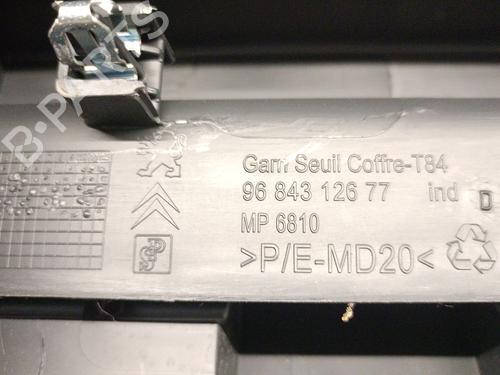 B-PARTS
Garn Seuil Coffre-T84
96 843 126 77 ind D
MP 6810
>P/E-MD20<